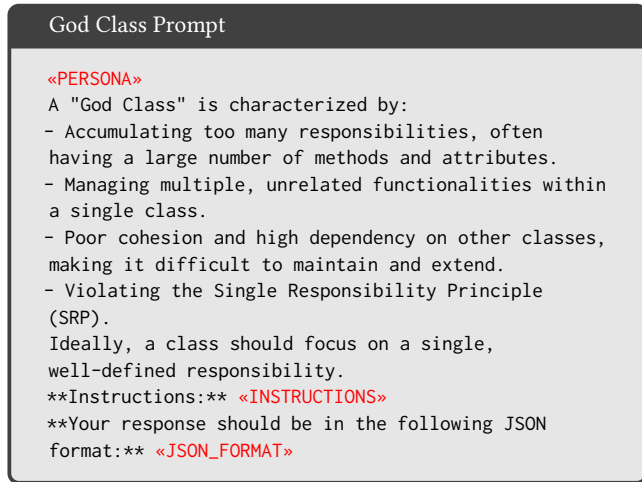 God Class Prompt
«PERSONA»
A "God Class" is characterized by:
- Accumulating too many responsibilities, often
having a large number of methods and attributes.
- Managing multiple, unrelated functionalities within
a single class.
- Poor cohesion and high dependency on other classes,
making it difficult to maintain and extend.
- Violating the Single Responsibility Principle
(SRP).
Ideally, a class should focus on a single,
well-defined responsibility.
**Instructions:** «INSTRUCTIONS»
**Your response should be in the following JSON
format:** «JSON_FORMAT»